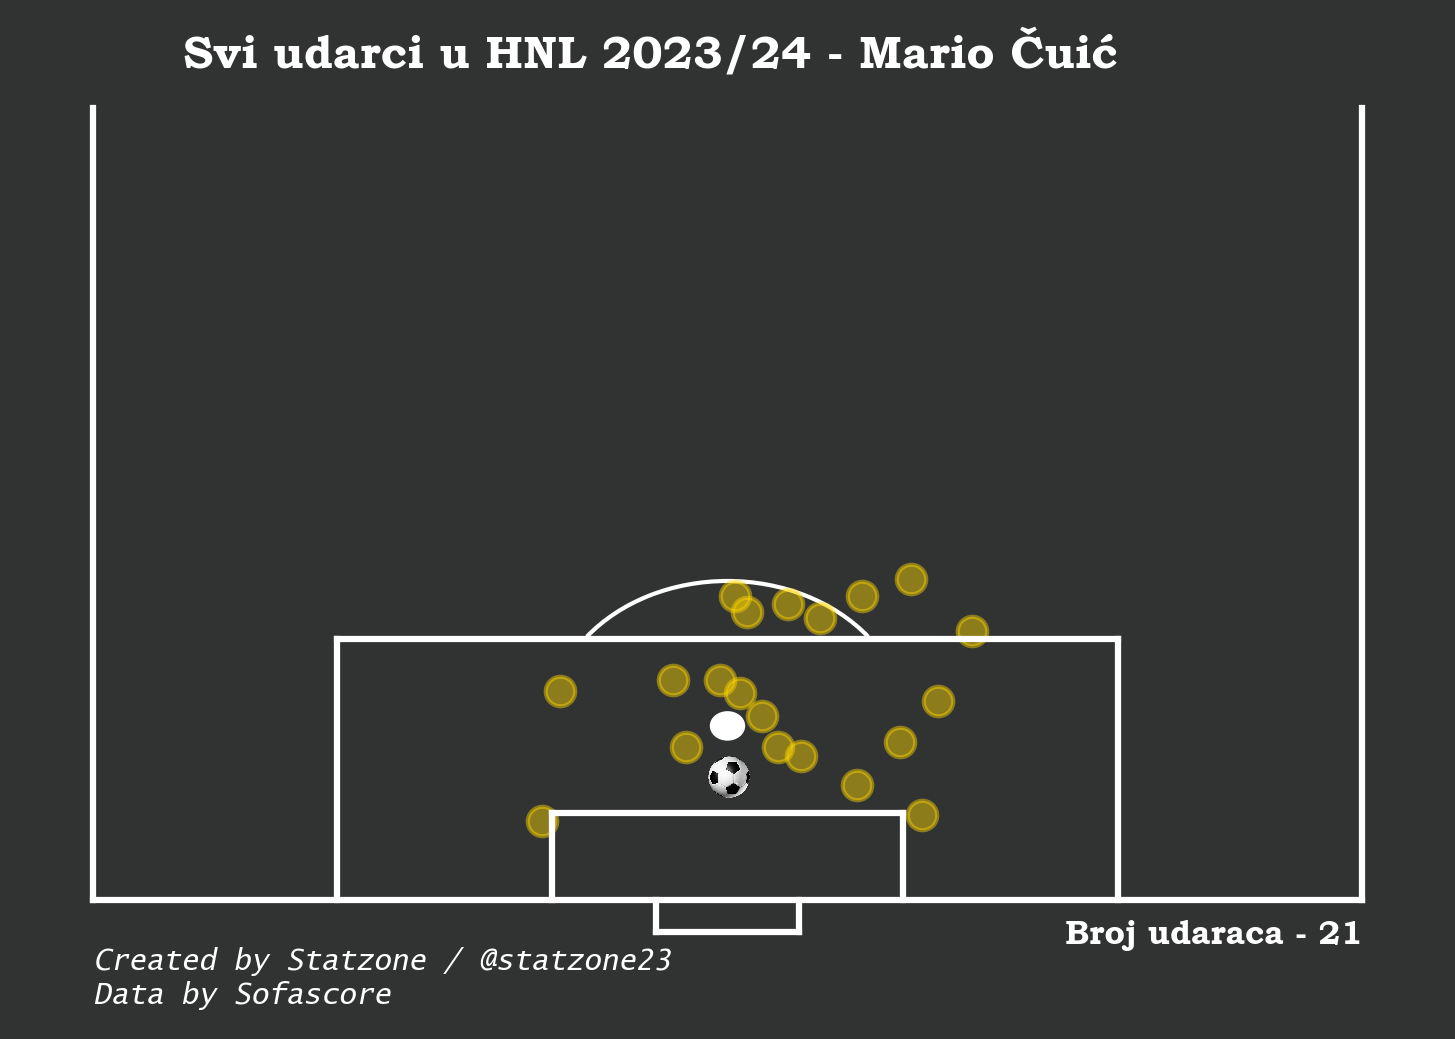 Svi udarci u HNL 2023/24 - Mario Čuić
Broj udaraca - 21
Created by Statzone / @statzone23
Data by Sofascore